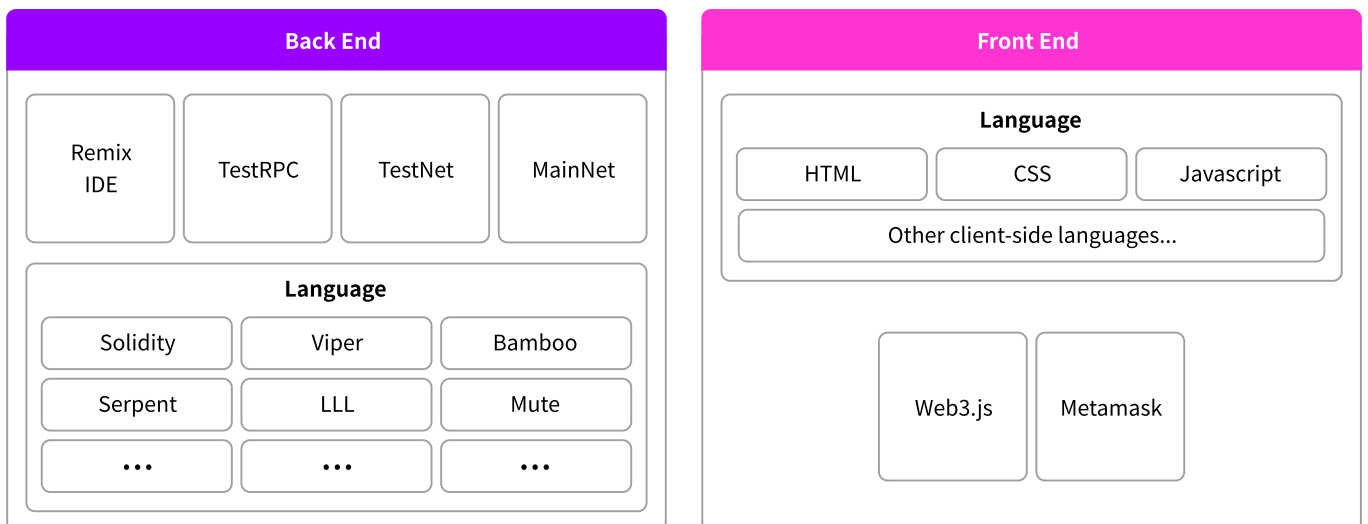 Back End
Remix
IDE
TestRPC
TestNet
MainNet
Language
Solidity
Viper
Bamboo
Serpent
LLL
Mute
•••
•••
•••
Front End
Language
HTML
CSS
Javascript
Other client-side languages...
Web3.js
Metamask